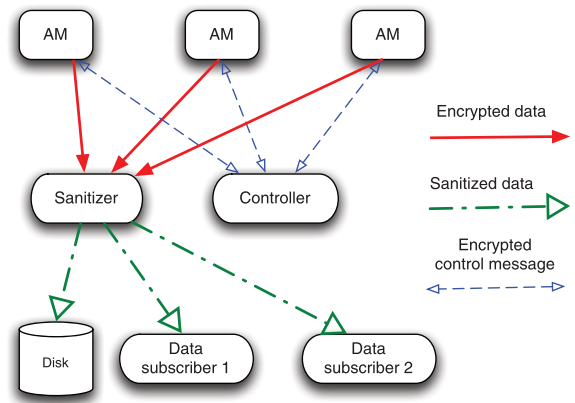 AM
AM
AM
Encrypted data
Sanitizer
Controller
Sanitized data
Encrypted
control message
Disk
Data
subscriber 1
Data
subscriber 2